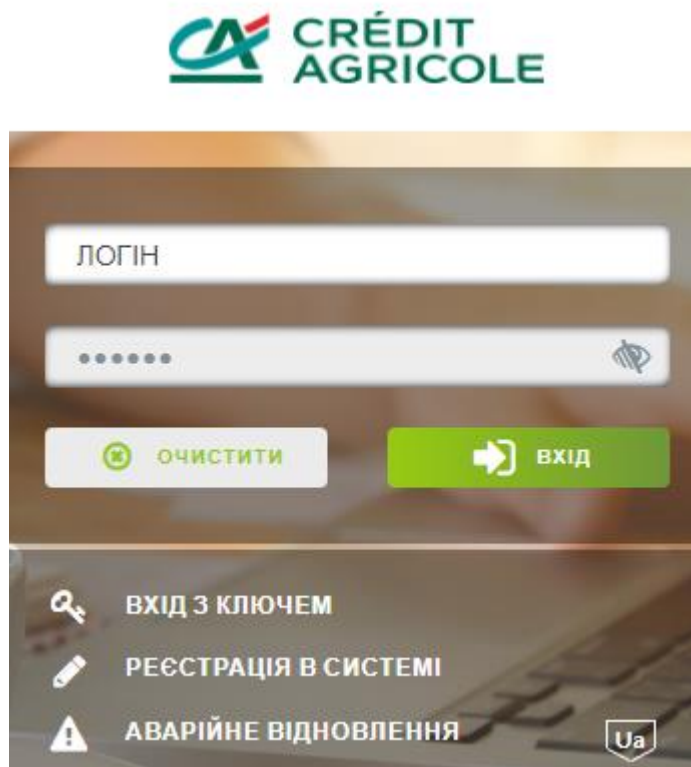 CRÉDIT
AGRICOLE
ЛОГІН
••••••
ОЧИСТИТИ
ВХІД
ВХІД З КЛЮЧЕМ
РЕЄСТРАЦІЯ В СИСТЕМІ
АВАРІЙНЕ ВІДНОВЛЕННЯ
Ua